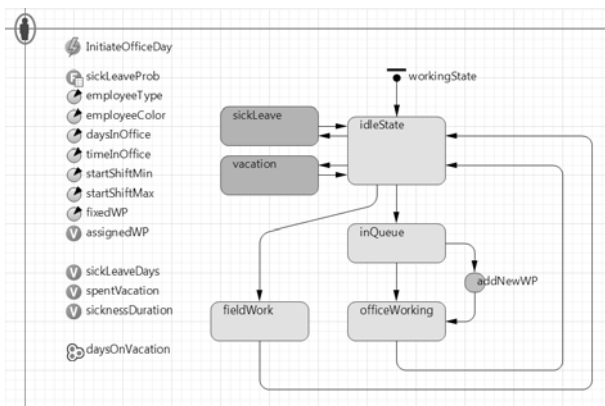 InitiateOfficeDay
sickLeaveProb
employeeType
employeeColor
daysInOffice
timeInOffice
startShiftMin
startShiftMax
fixedWP
assignedWP
sickLeaveDays
spentVacation
sicknessDuration
daysOnVacation
workingState
sickLeave
idleState
vacation
inQueue
addNewWP
fieldWork
officeWorking